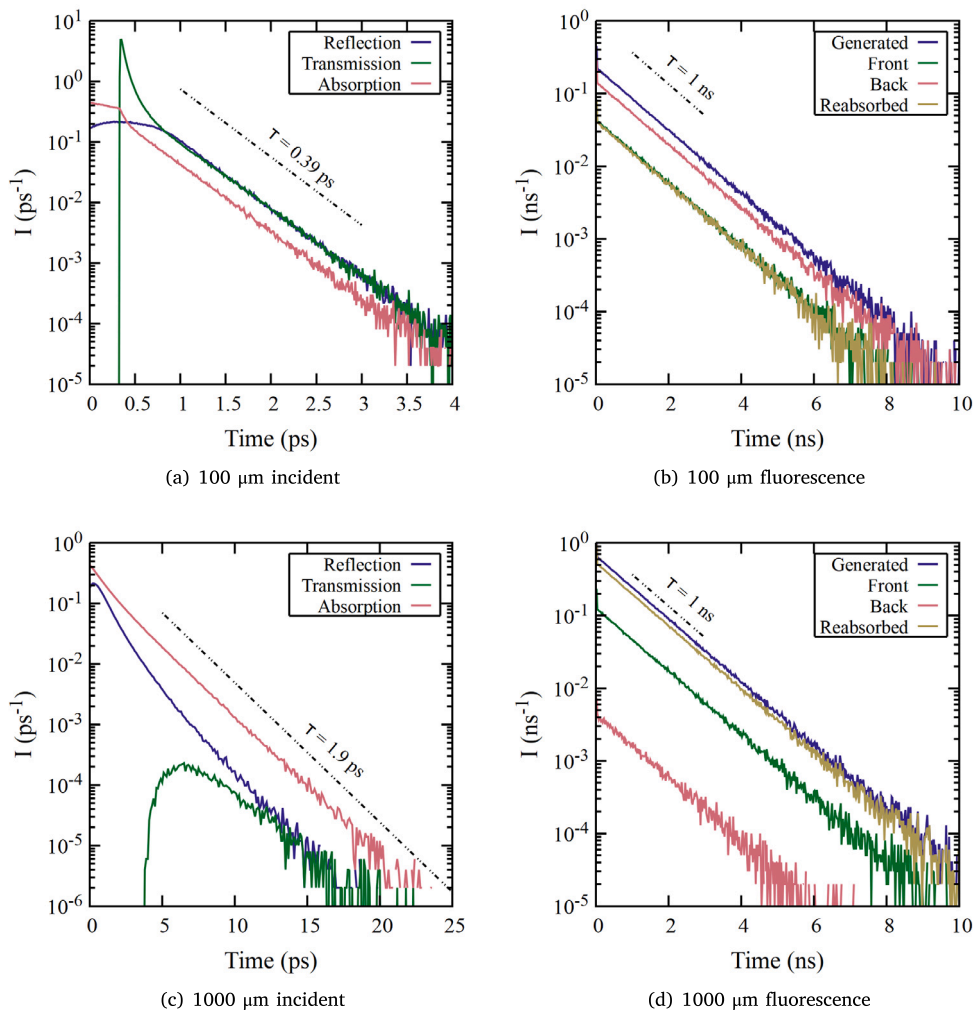 10¹
10⁰
10⁻¹
10⁻²
10⁻³
10⁻⁴
10⁻⁵
I (ps⁻¹)
Reflection
Transmission
Absorption
τ = 0.39 ps
0 0.5 1 1.5 2 2.5 3 3.5 4
Time (ps)
(a) 100 μm incident
10⁰
10⁻¹
10⁻²
10⁻³
10⁻⁴
10⁻⁵
I (ns⁻¹)
Generated
Front
Back
Reabsorbed
τ = 1 ns
0 2 4 6 8 10
Time (ns)
(b) 100 μm fluorescence
10⁰
10⁻¹
10⁻²
10⁻³
10⁻⁴
10⁻⁵
10⁻⁶
I (ps⁻¹)
Reflection
Transmission
Absorption
τ = 1.9 ps
0 5 10 15 20 25
Time (ps)
(c) 1000 μm incident
10⁰
10⁻¹
10⁻²
10⁻³
10⁻⁴
10⁻⁵
I (ns⁻¹)
Generated
Front
Back
Reabsorbed
τ = 1 ns
0 2 4 6 8 10
Time (ns)
(d) 1000 μm fluorescence